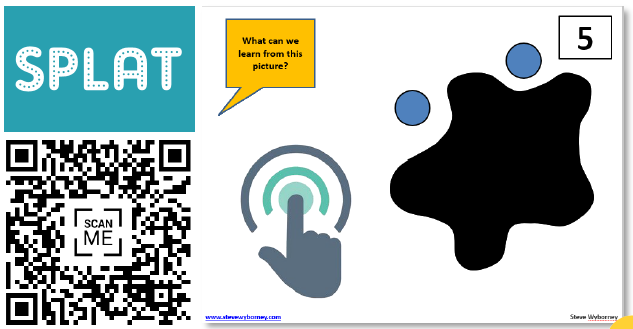 SPLAT
SCAN
ME
What can we
learn from this
picture?
5
www.stevewyborney.com
Steve Wyborney